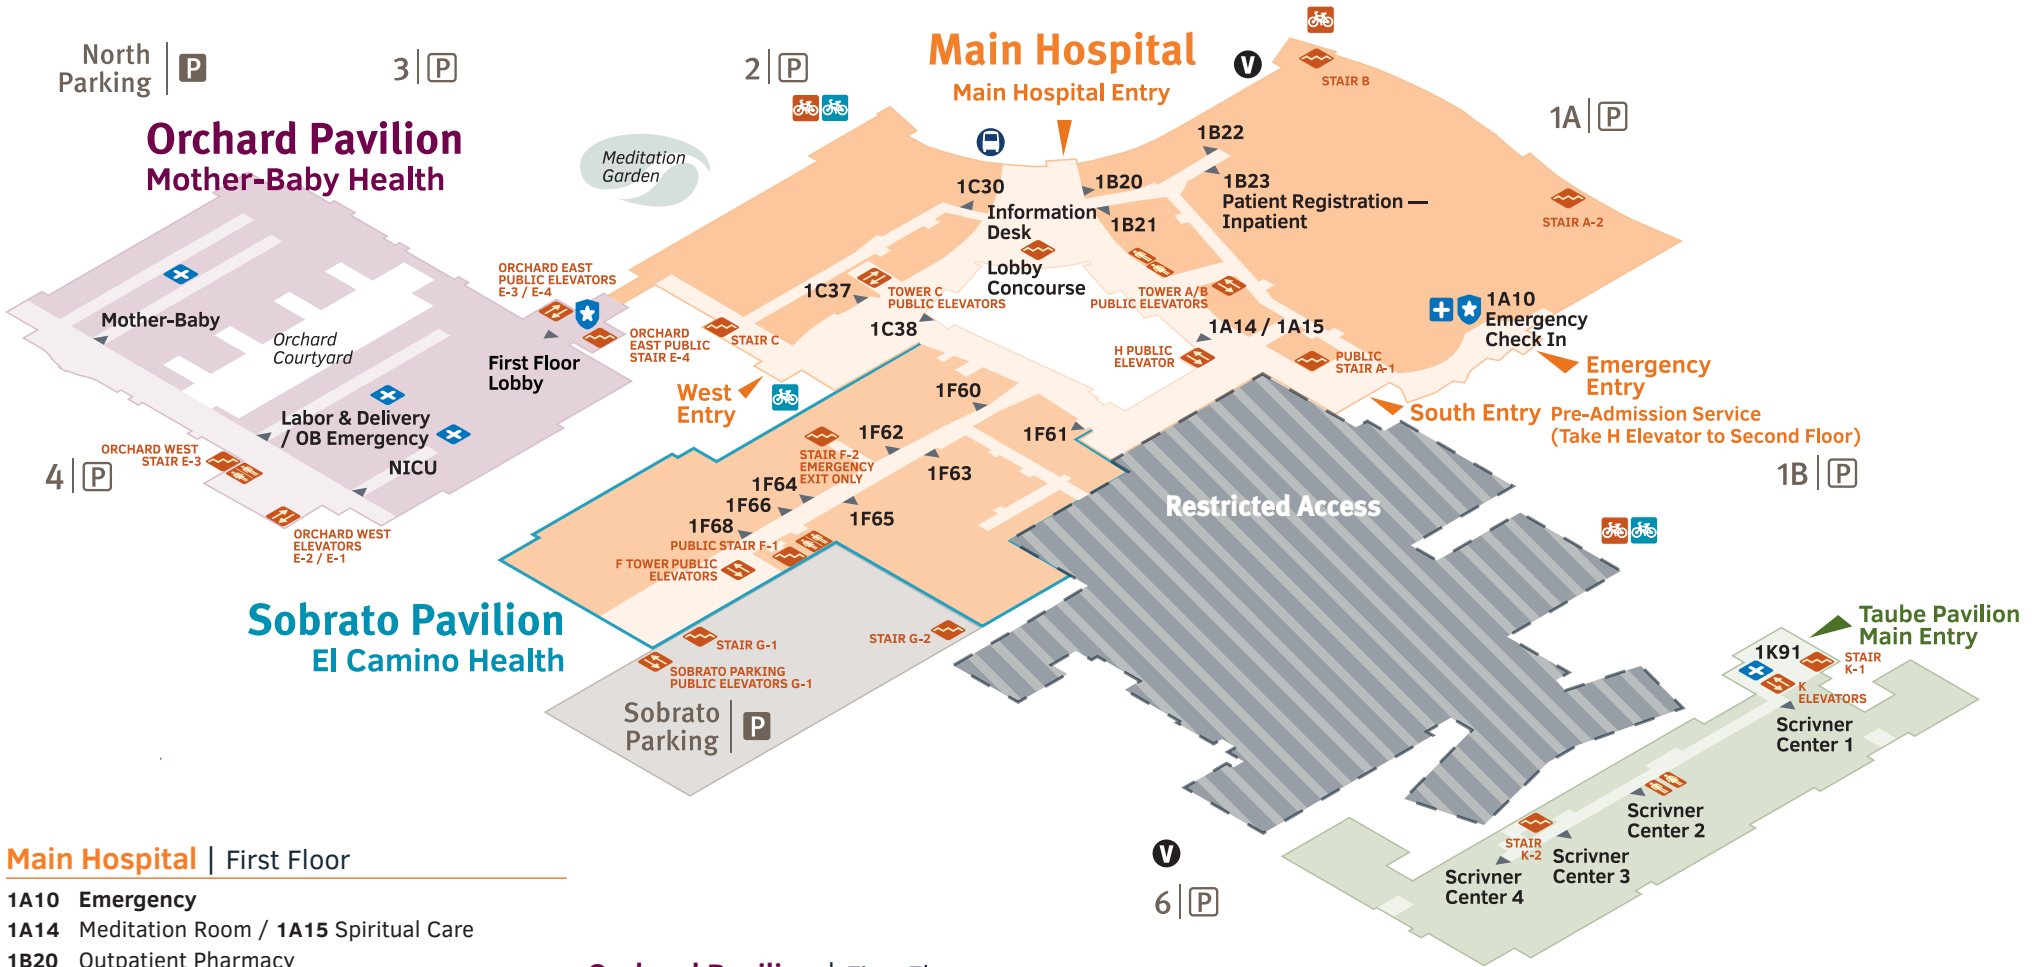 North
Parking
P
3 P
2 P
Main Hospital
Main Hospital Entry
V
STAIR B
1A P
Orchard Pavilion
Mother-Baby Health
Meditation
Garden
1B22
1C30
1B20
1B23
Patient Registration —
Inpatient
Information
Desk
1B21
STAIR A-2
ORCHARD EAST
PUBLIC ELEVATORS
E-3 / E-4
Lobby
Concourse
1C37
TOWER C
PUBLIC ELEVATORS
TOWER A/B
PUBLIC ELEVATORS
1A10
Emergency
Check In
Mother-Baby
Orchard
Courtyard
ORCHARD
EAST PUBLIC
STAIR E-4
STAIR C
1C38
1A14 / 1A15
H PUBLIC
ELEVATOR
PUBLIC
STAIR A-1
First Floor
Lobby
West
Entry
Emergency
Entry
1F60
South Entry
Pre-Admission Service
(Take H Elevator to Second Floor)
Labor & Delivery
/ OB Emergency
1F62
1F61
ORCHARD WEST
STAIR E-3
STAIR F-2
EMERGENCY
EXIT ONLY
4 P
NICU
1F63
1B P
1F64
1F66
1F65
Restricted Access
1F68
ORCHARD WEST
ELEVATORS
E-2 / E-1
PUBLIC STAIR F-1
F TOWER PUBLIC
ELEVATORS
Sobrato Pavilion
El Camino Health
Taube Pavilion
Main Entry
STAIR G-1
STAIR G-2
1K91
STAIR
K-1
SOBRATO PARKING
PUBLIC ELEVATORS G-1
K
ELEVATORS
Sobrato
Parking
P
Scrivner
Center 1
Scrivner
Center 2
STAIR
K-2
Scrivner
Center 3
Scrivner
Center 4
V
6 P
Main Hospital | First Floor
1A10 Emergency
1A14 Meditation Room / 1A15 Spiritual Care
1B20 Outpatient Pharmacy